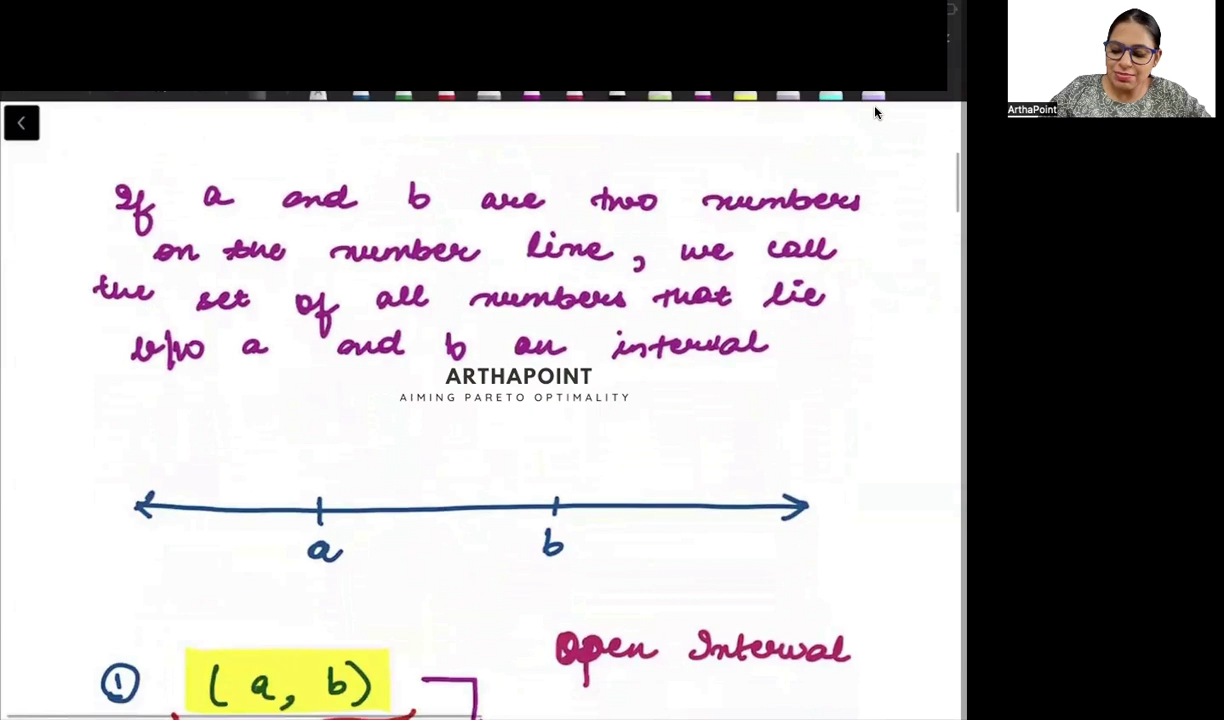 ArthaPoint
If a and b are two numbers
on the number line, we call
the set of all numbers that lie
b/w a and b an interval
ARTHAPOINT
AIMING PARETO OPTIMALITY
a b
Open Interval
① (a, b)